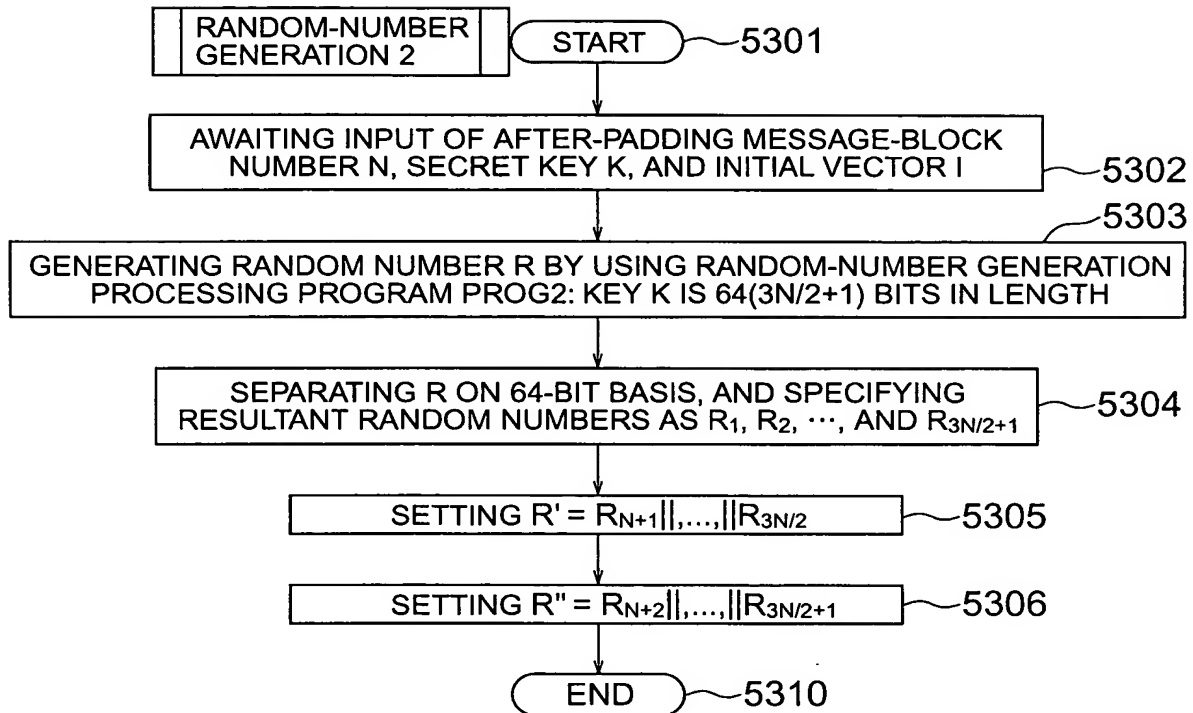 RANDOM-NUMBER
GENERATION 2
START
5301
AWAITING INPUT OF AFTER-PADDING MESSAGE-BLOCK
NUMBER N, SECRET KEY K, AND INITIAL VECTOR I
5302
5303
GENERATING RANDOM NUMBER R BY USING RANDOM-NUMBER GENERATION
PROCESSING PROGRAM PROG2: KEY K IS 64(3N/2+1) BITS IN LENGTH
SEPARATING R ON 64-BIT BASIS, AND SPECIFYING
RESULTANT RANDOM NUMBERS AS R₁, R₂, ⋯, AND R3N/2+1
5304
SETTING R' = RN+1||,...,||R3N/2
5305
SETTING R" = RN+2||,...,||R3N/2+1
5306
END
5310